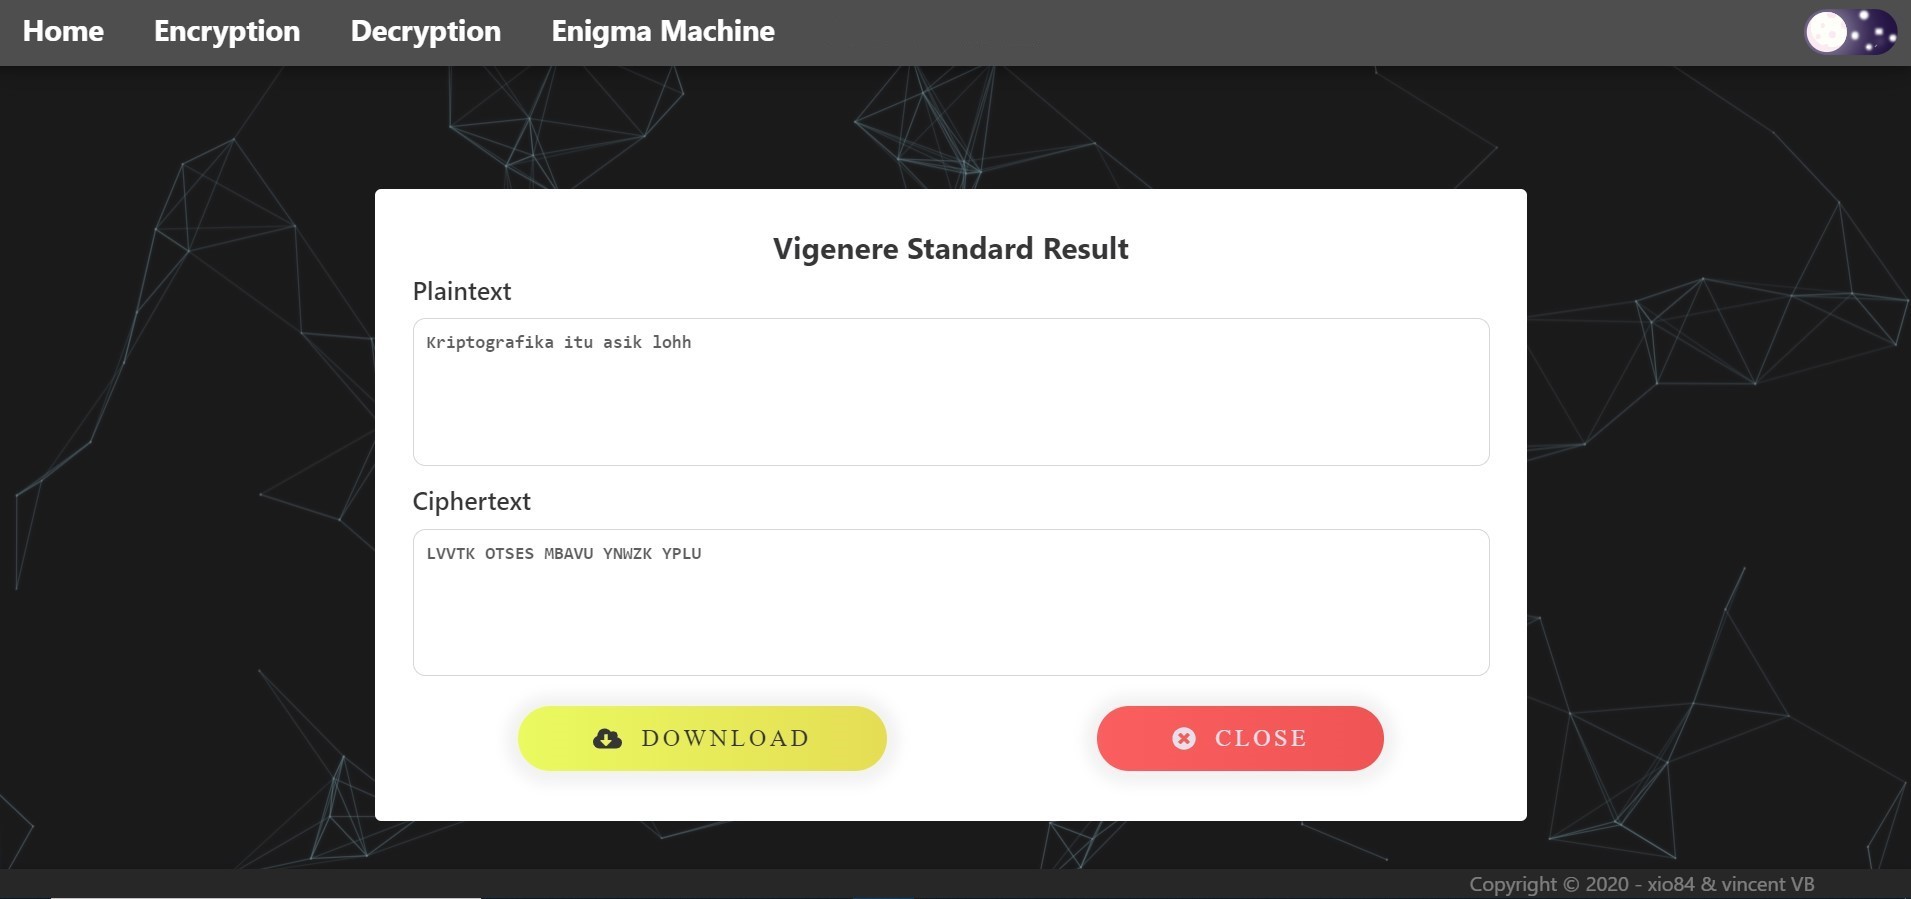 Home Encryption Decryption Enigma Machine
Vigenere Standard Result
Plaintext
Kriptografika itu asik lohh
Ciphertext
LVVTK OTSES MBAVU YNWZK YPLU
DOWNLOAD CLOSE
Copyright © 2020 - xio84 & vincent VB